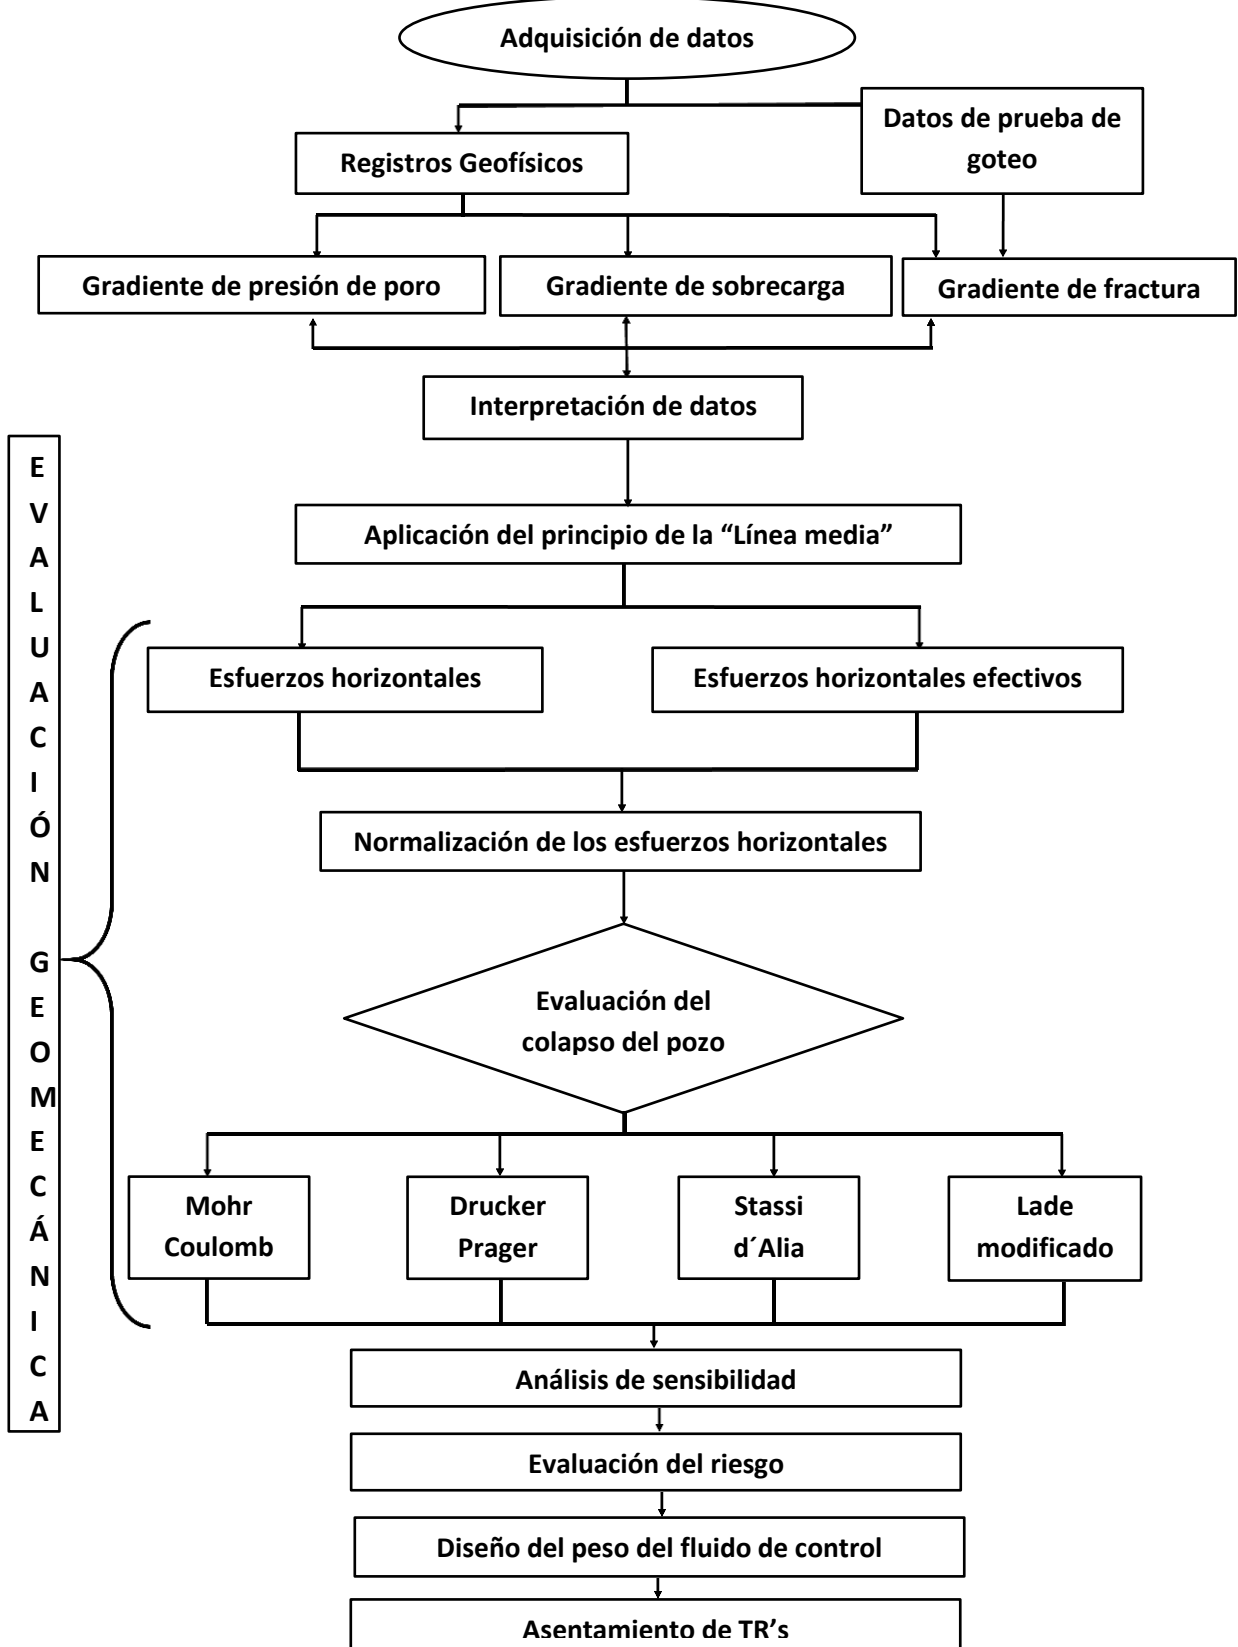 Adquisición de datos
Datos de prueba de
goteo
Registros Geofísicos
Gradiente de presión de poro
Gradiente de sobrecarga
Gradiente de fractura
Interpretación de datos
EVALUACIÓN GEOMECÁNICA
Aplicación del principio de la “Línea media”
Esfuerzos horizontales
Esfuerzos horizontales efectivos
Normalización de los esfuerzos horizontales
Evaluación del
colapso del pozo
Mohr
Coulomb
Drucker
Prager
Stassi
d´Alia
Lade
modificado
Análisis de sensibilidad
Evaluación del riesgo
Diseño del peso del fluido de control
Asentamiento de TR’s